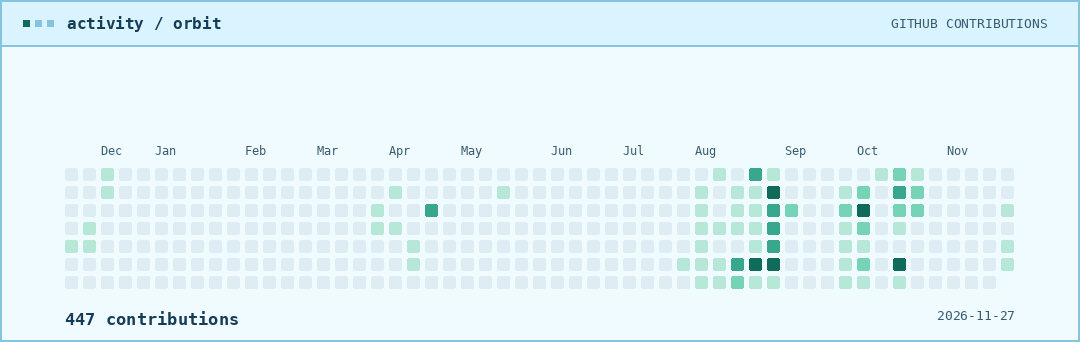 activity / orbit
GITHUB CONTRIBUTIONS
Dec Jan Feb Mar Apr May Jun Jul Aug Sep Oct Nov
447 contributions
2026-11-27